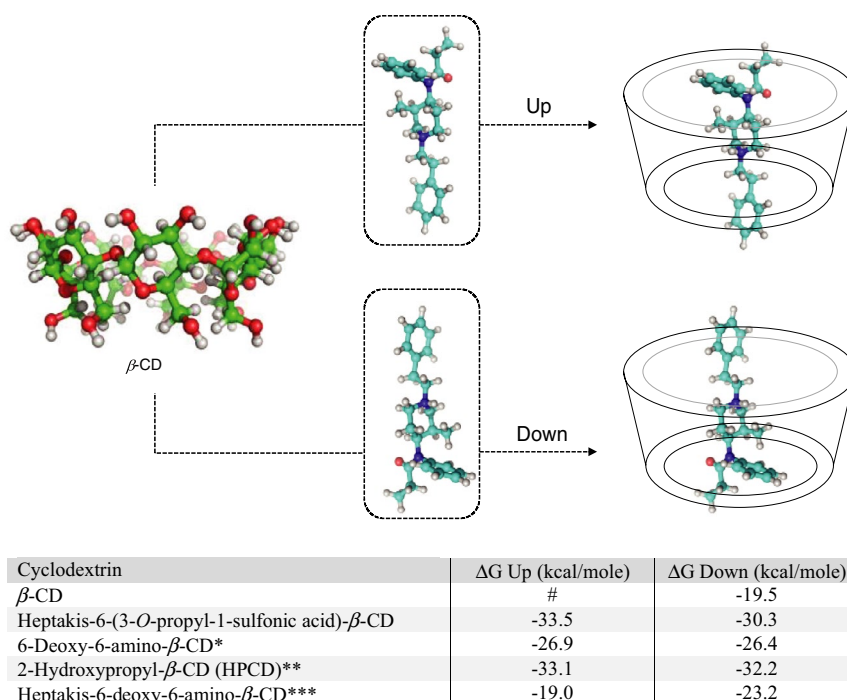 Up
β-CD
Down
Cyclodextrin ΔG Up (kcal/mole) ΔG Down (kcal/mole)
β-CD # -19.5
Heptakis-6-(3-O-propyl-1-sulfonic acid)-β-CD -33.5 -30.3
6-Deoxy-6-amino-β-CD* -26.9 -26.4
2-Hydroxypropyl-β-CD (HPCD)** -33.1 -32.2
Heptakis-6-deoxy-6-amino-β-CD*** -19.0 -23.2